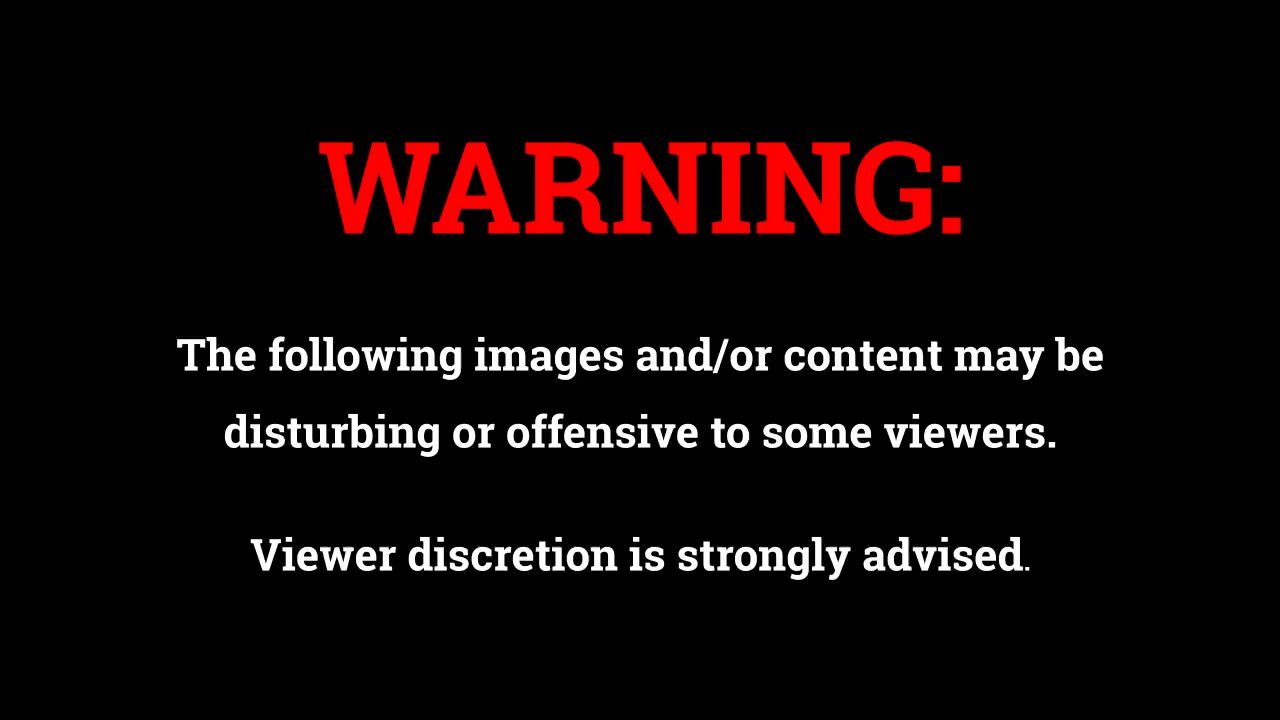 WARNING:
The following images and/or content may be
disturbing or offensive to some viewers.
Viewer discretion is strongly advised.